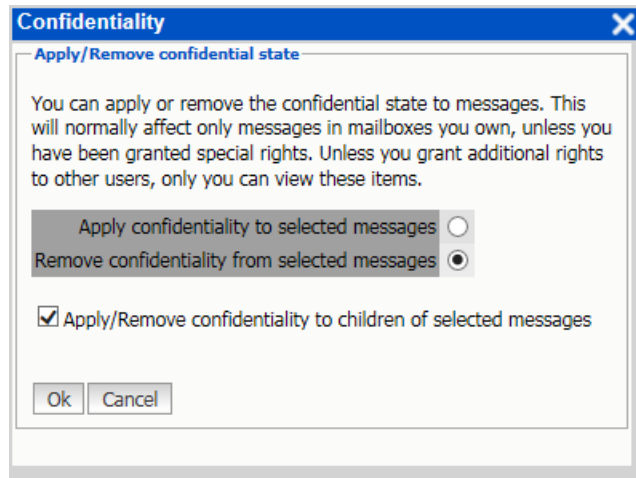 Confidentiality
Apply/Remove confidential state
You can apply or remove the confidential state to messages. This
will normally affect only messages in mailboxes you own, unless you
have been granted special rights. Unless you grant additional rights
to other users, only you can view these items.
Apply confidentiality to selected messages
Remove confidentiality from selected messages
Apply/Remove confidentiality to children of selected messages
Ok Cancel